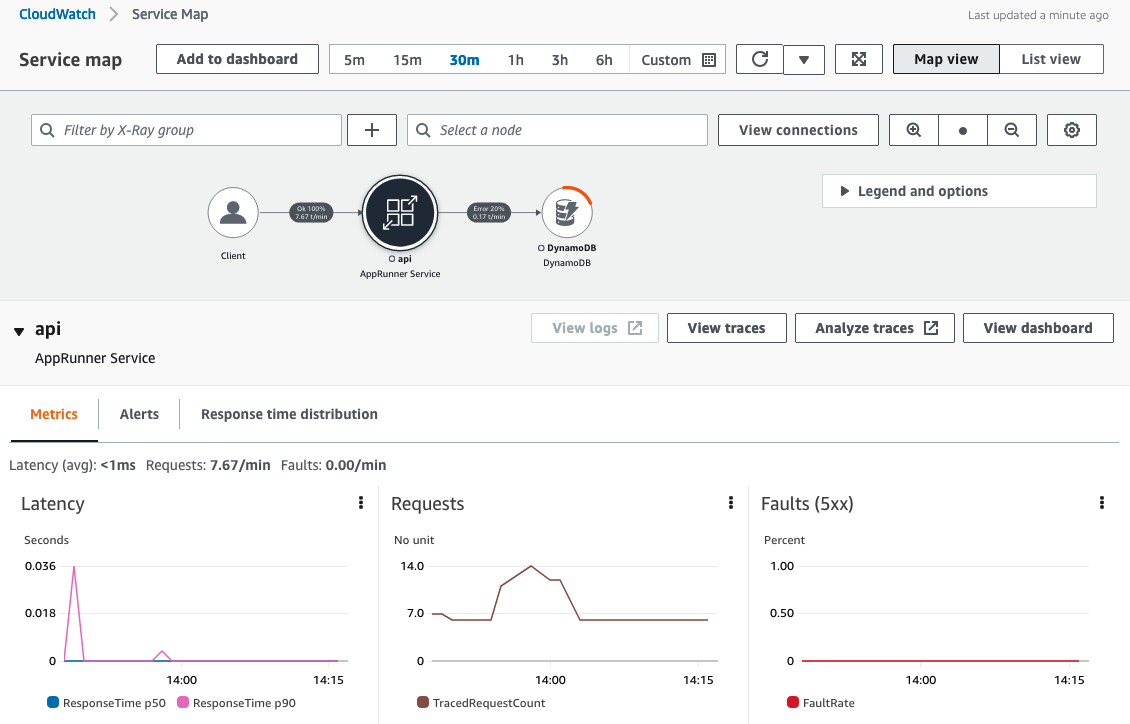 CloudWatch Service Map Last updated a minute ago
Service map Add to dashboard 5m 15m 30m 1h 3h 6h Custom Map view List view
Filter by X-Ray group Select a node View connections
Legend and options
Ok 100%
7.67 t/min
Error 20%
0.17 t/min
Client
api
AppRunner Service
DynamoDB
DynamoDB
api View logs View traces Analyze traces View dashboard
AppRunner Service
Metrics Alerts Response time distribution
Latency (avg): <1ms Requests: 7.67/min Faults: 0.00/min
Latency
Seconds
0.036
0.018
0
14:00 14:15
ResponseTime p50 ResponseTime p90
Requests
No unit
14.0
7.0
0
14:00 14:15
TracedRequestCount
Faults (5xx)
Percent
1.00
0.50
0
14:00 14:15
FaultRate